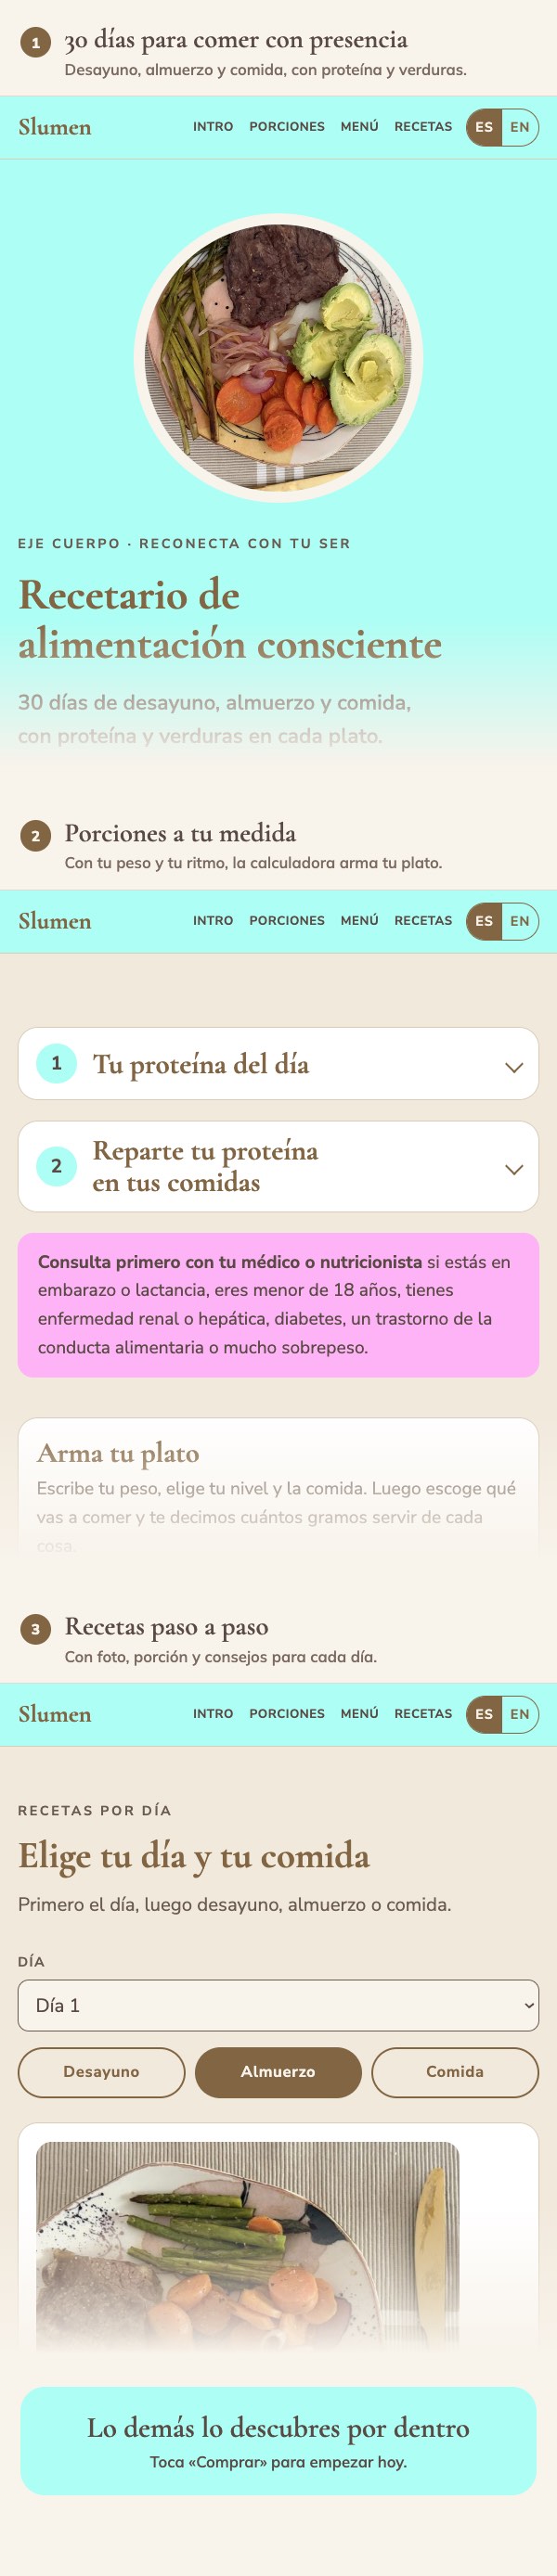 1
30 días para comer con presencia
Desayuno, almuerzo y comida, con proteína y verduras.
Slumen INTRO PORCIONES MENÚ RECETAS ES EN
EJE CUERPO · RECONECTA CON TU SER
Recetario de
alimentación consciente
30 días de desayuno, almuerzo y comida,
con proteína y verduras en cada plato.
2
Porciones a tu medida
Con tu peso y tu ritmo, la calculadora arma tu plato.
Slumen INTRO PORCIONES MENÚ RECETAS ES EN
1 Tu proteína del día
2 Reparte tu proteína
en tus comidas
Consulta primero con tu médico o nutricionista si estás en
embarazo o lactancia, eres menor de 18 años, tienes
enfermedad renal o hepática, diabetes, un trastorno de la
conducta alimentaria o mucho sobrepeso.
Arma tu plato
Escribe tu peso, elige tu nivel y la comida. Luego escoge qué
vas a comer y te decimos cuántos gramos servir de cada
cosa.
3
Recetas paso a paso
Con foto, porción y consejos para cada día.
Slumen INTRO PORCIONES MENÚ RECETAS ES EN
RECETAS POR DÍA
Elige tu día y tu comida
Primero el día, luego desayuno, almuerzo o comida.
DÍA
Día 1
Desayuno Almuerzo Comida
Lo demás lo descubres por dentro
Toca «Comprar» para empezar hoy.